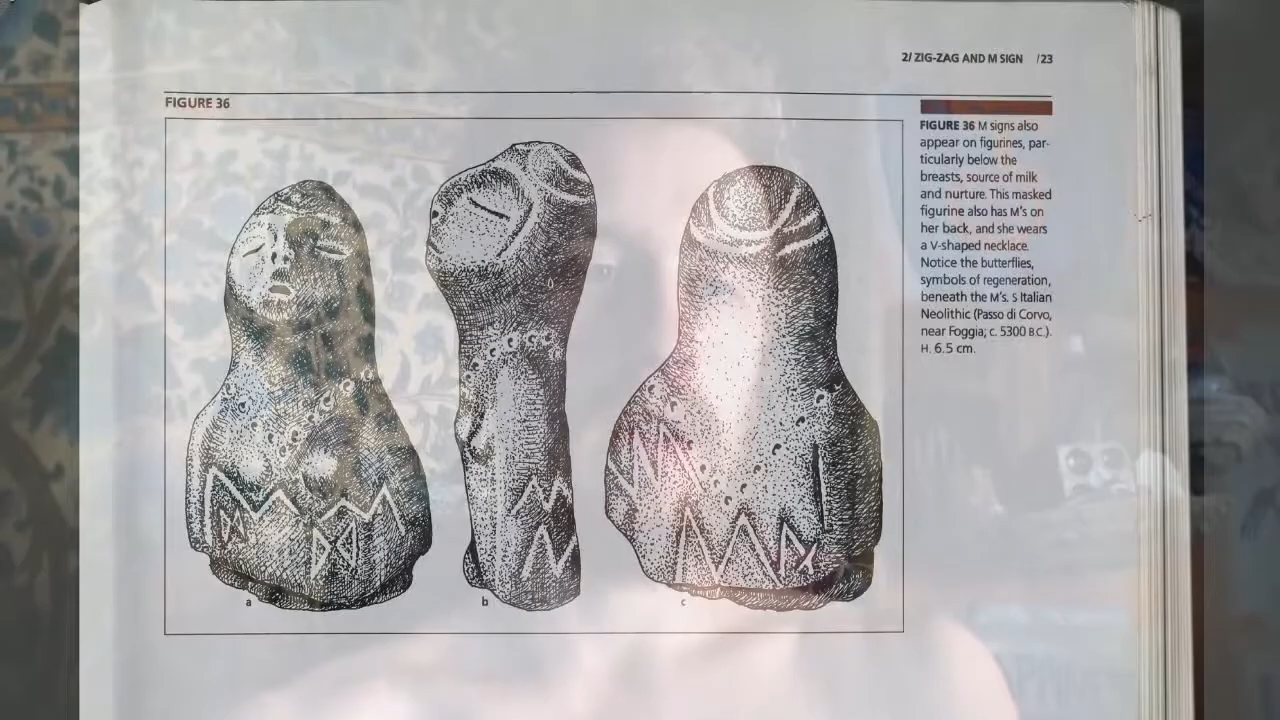 2/ ZIG-ZAG AND M SIGN /23
FIGURE 36
FIGURE 36 M signs also
appear on figurines, par-
ticularly below the
breasts, source of milk
and nurture. This masked
figurine also has M's on
her back, and she wears
a V-shaped necklace.
Notice the butterflies,
symbols of regeneration,
beneath the M's. S Italian
Neolithic (Passo di Corvo,
near Foggia; c. 5300 B.C.).
H. 6.5 cm.
a
b
c